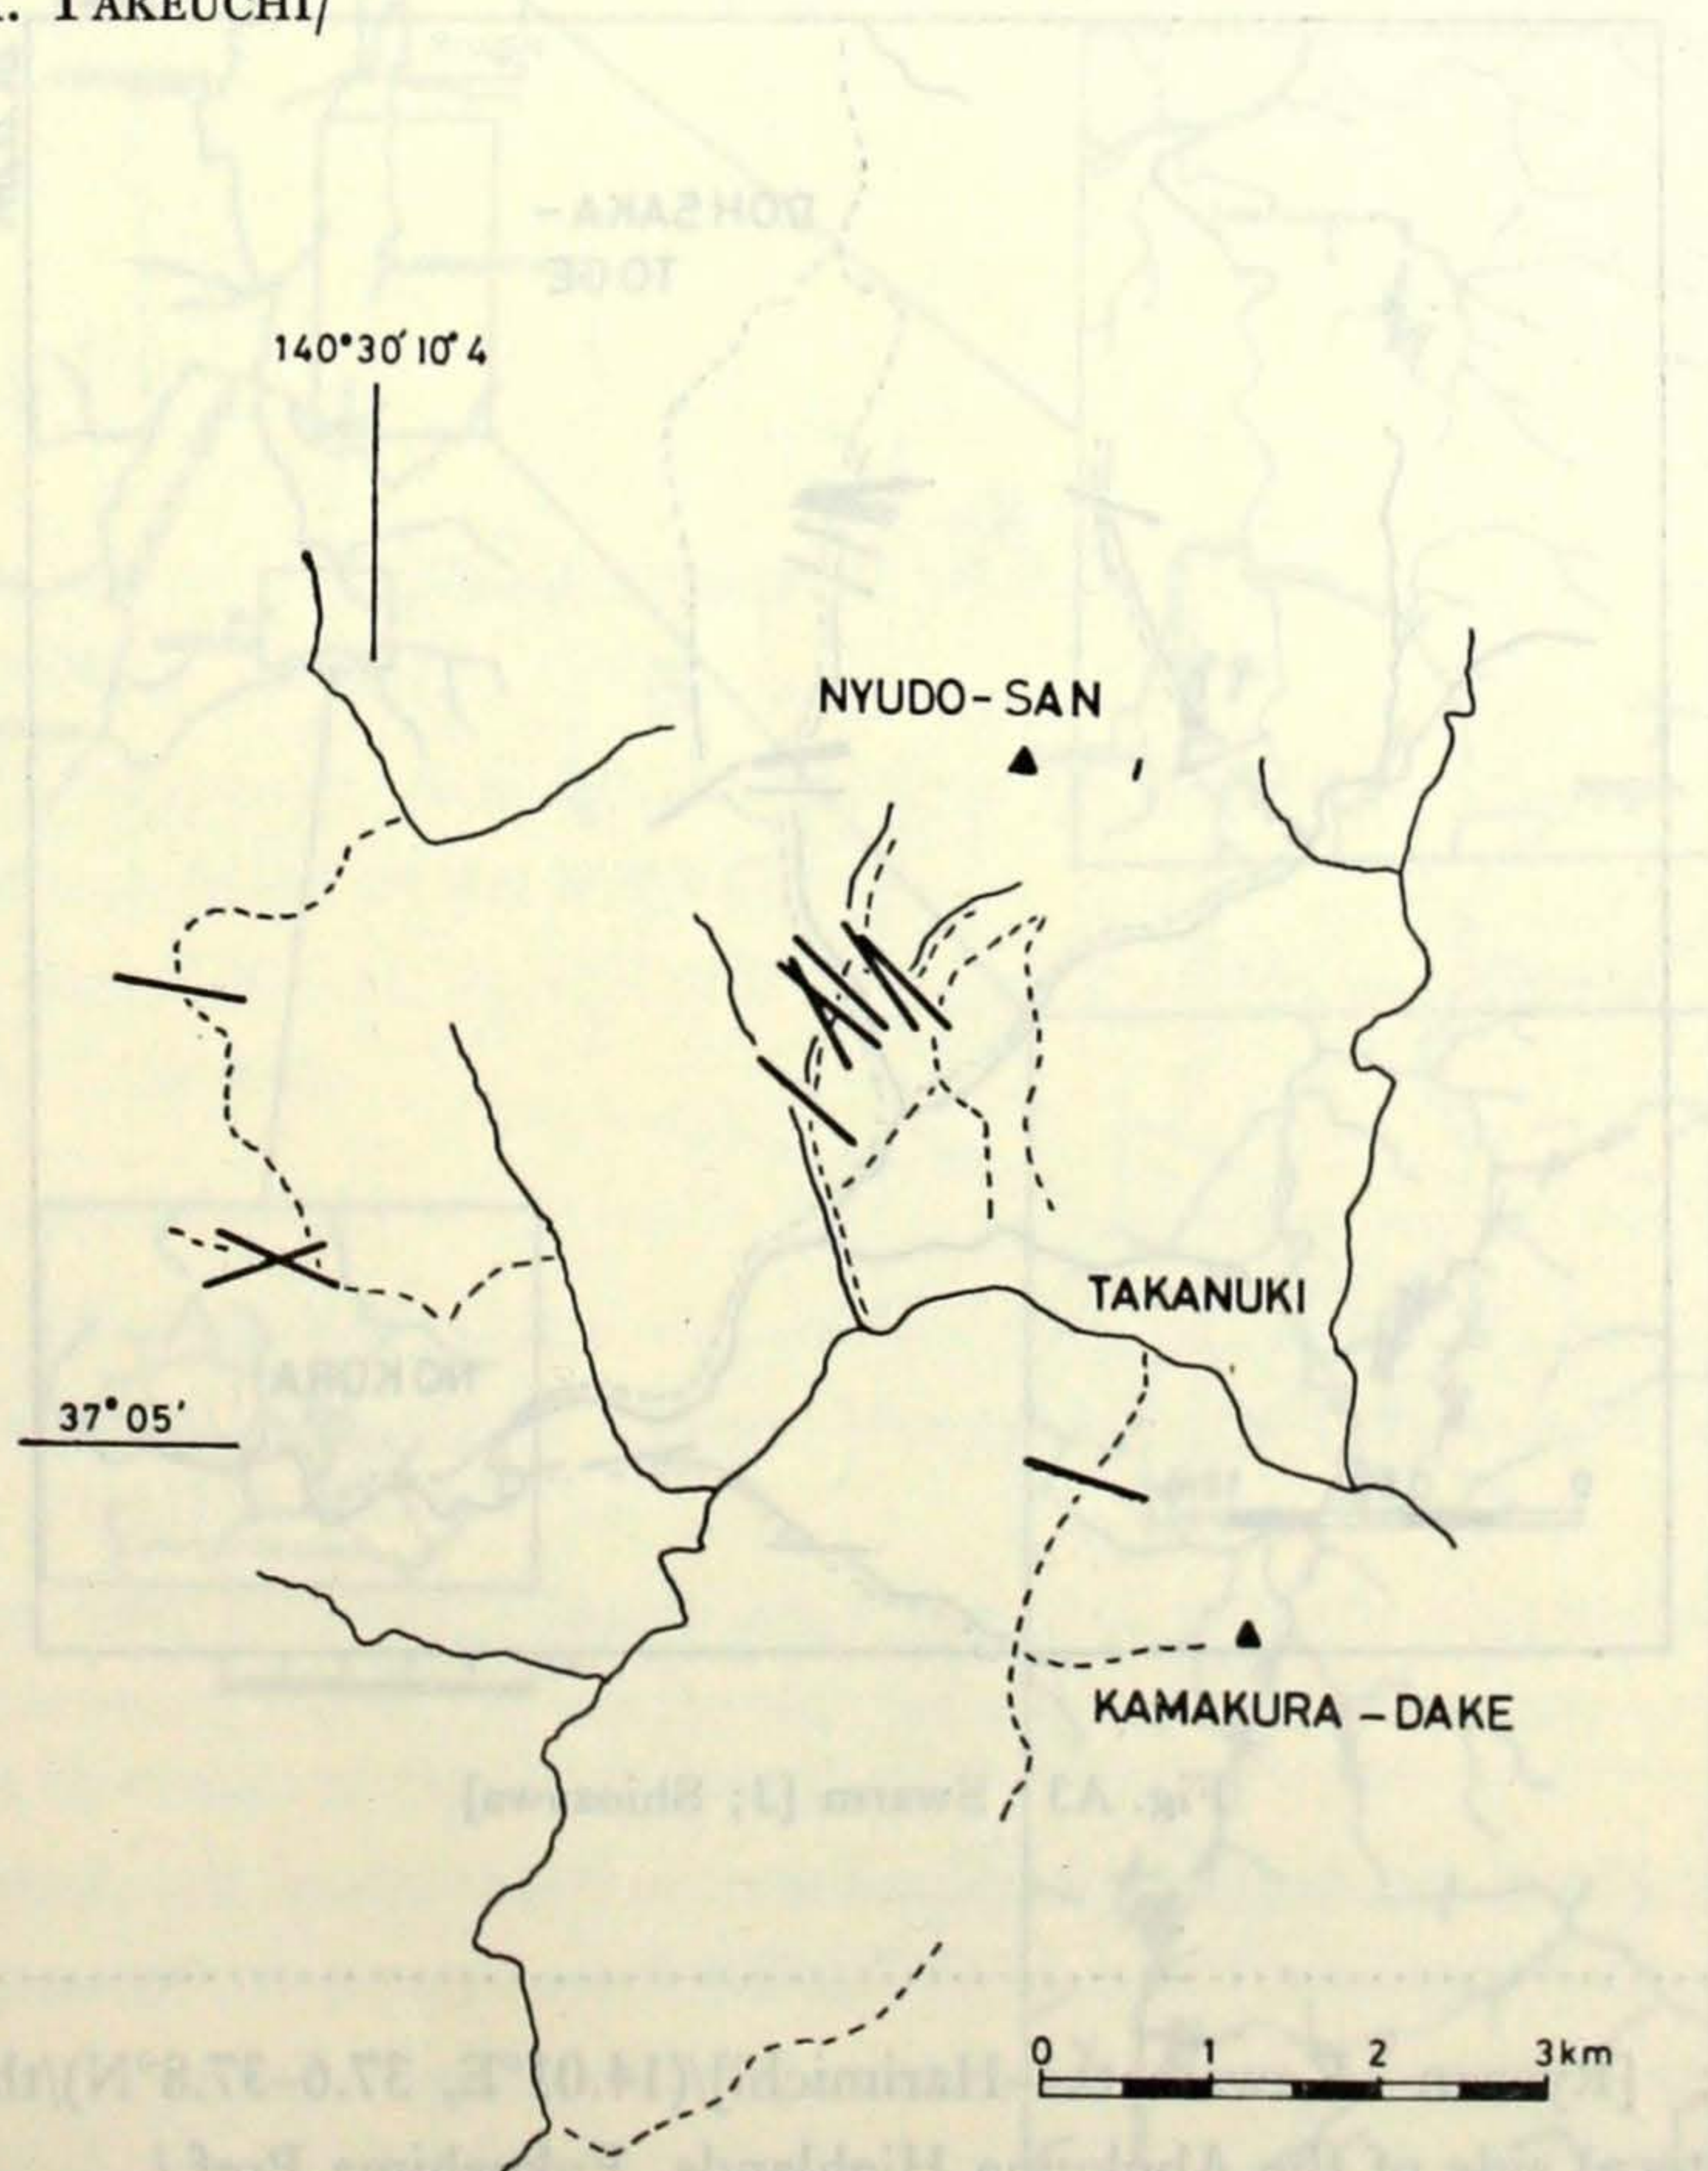 TAKEUCHI/
140°30′10″4
NYUDO-SAN
TAKANUKI
37°05′
KAMAKURA-DAKE
0 1 2 3km